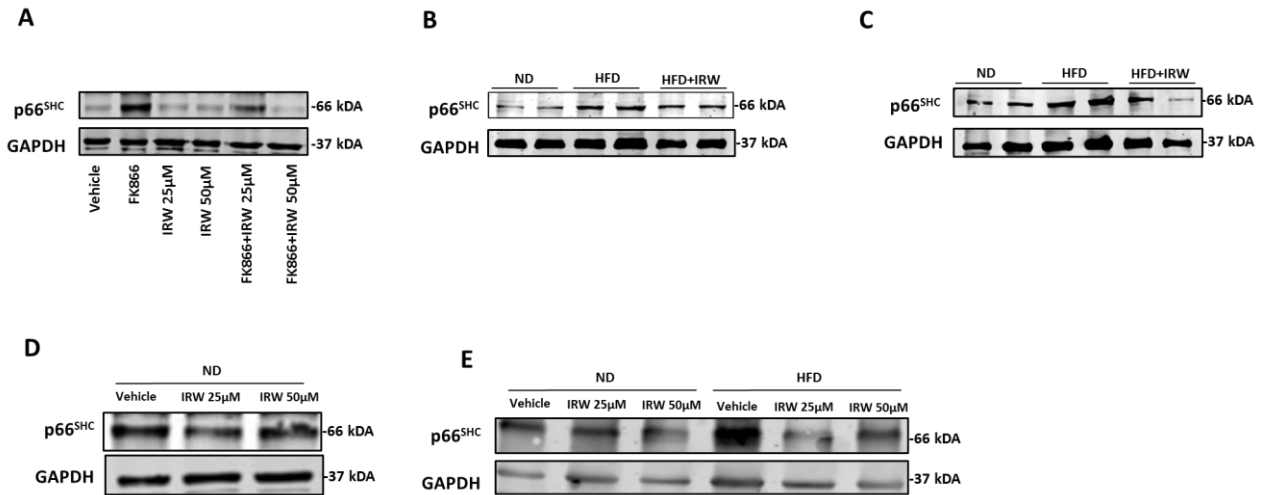 A
p66SHC
-66 kDA
GAPDH
-37 kDA
Vehicle
FK866
IRW 25µM
IRW 50µM
FK866+IRW 25µM
FK866+IRW 50µM
B
ND HFD HFD+IRW
p66SHC
-66 kDA
GAPDH
-37 kDA
C
ND HFD HFD+IRW
p66SHC
-66 kDA
GAPDH
-37 kDA
D
ND
Vehicle IRW 25µM IRW 50µM
p66SHC
-66 kDA
GAPDH
-37 kDA
E
ND HFD
Vehicle IRW 25µM IRW 50µM Vehicle IRW 25µM IRW 50µM
p66SHC
-66 kDA
GAPDH
-37 kDA